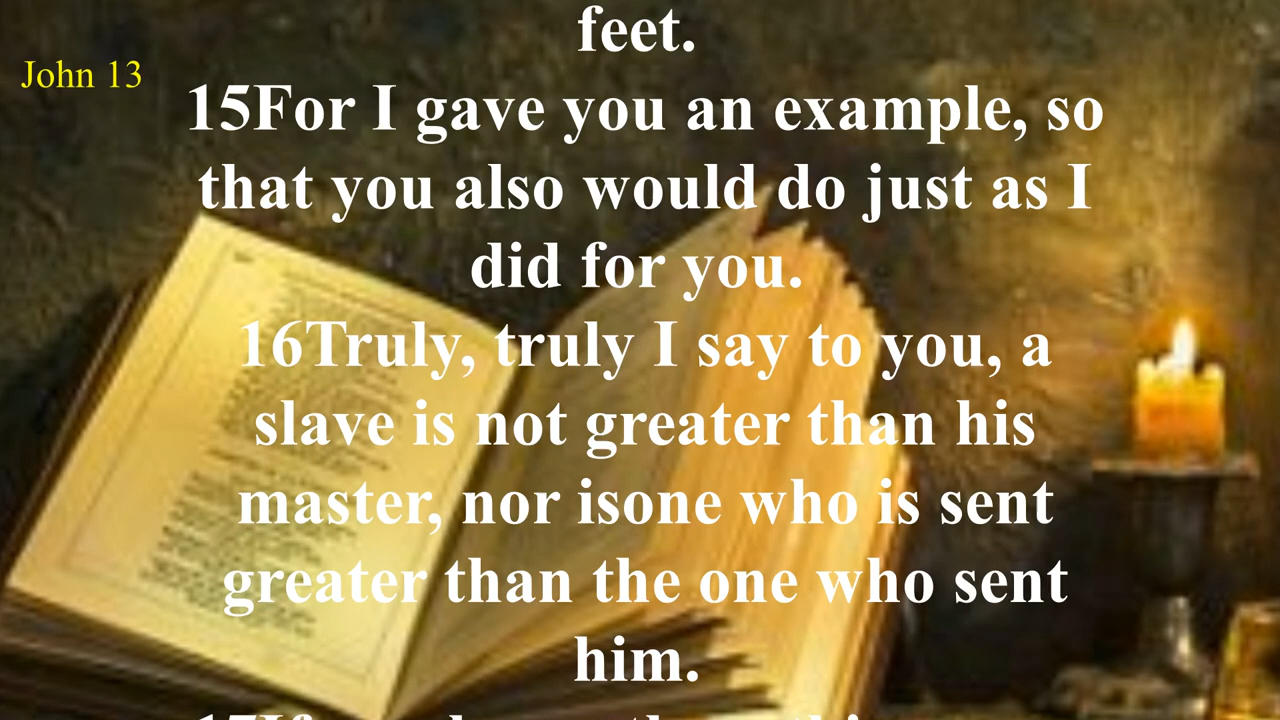 feet.
John 13
15For I gave you an example, so
that you also would do just as I
did for you.
16Truly, truly I say to you, a
slave is not greater than his
master, nor isone who is sent
greater than the one who sent
him.